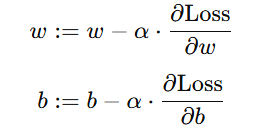 w := w − α · ∂Loss/∂w
b := b − α · ∂Loss/∂b